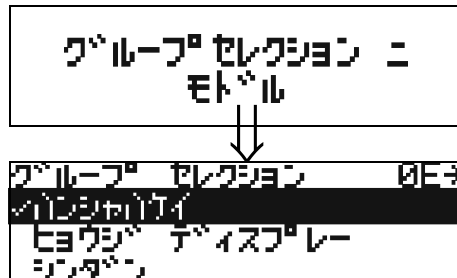 グループ セレクション ニ
モドル
グループ セレクション 0E→
✓ハンシャバケイ
ヒョウジ ディスプレー
シンダン